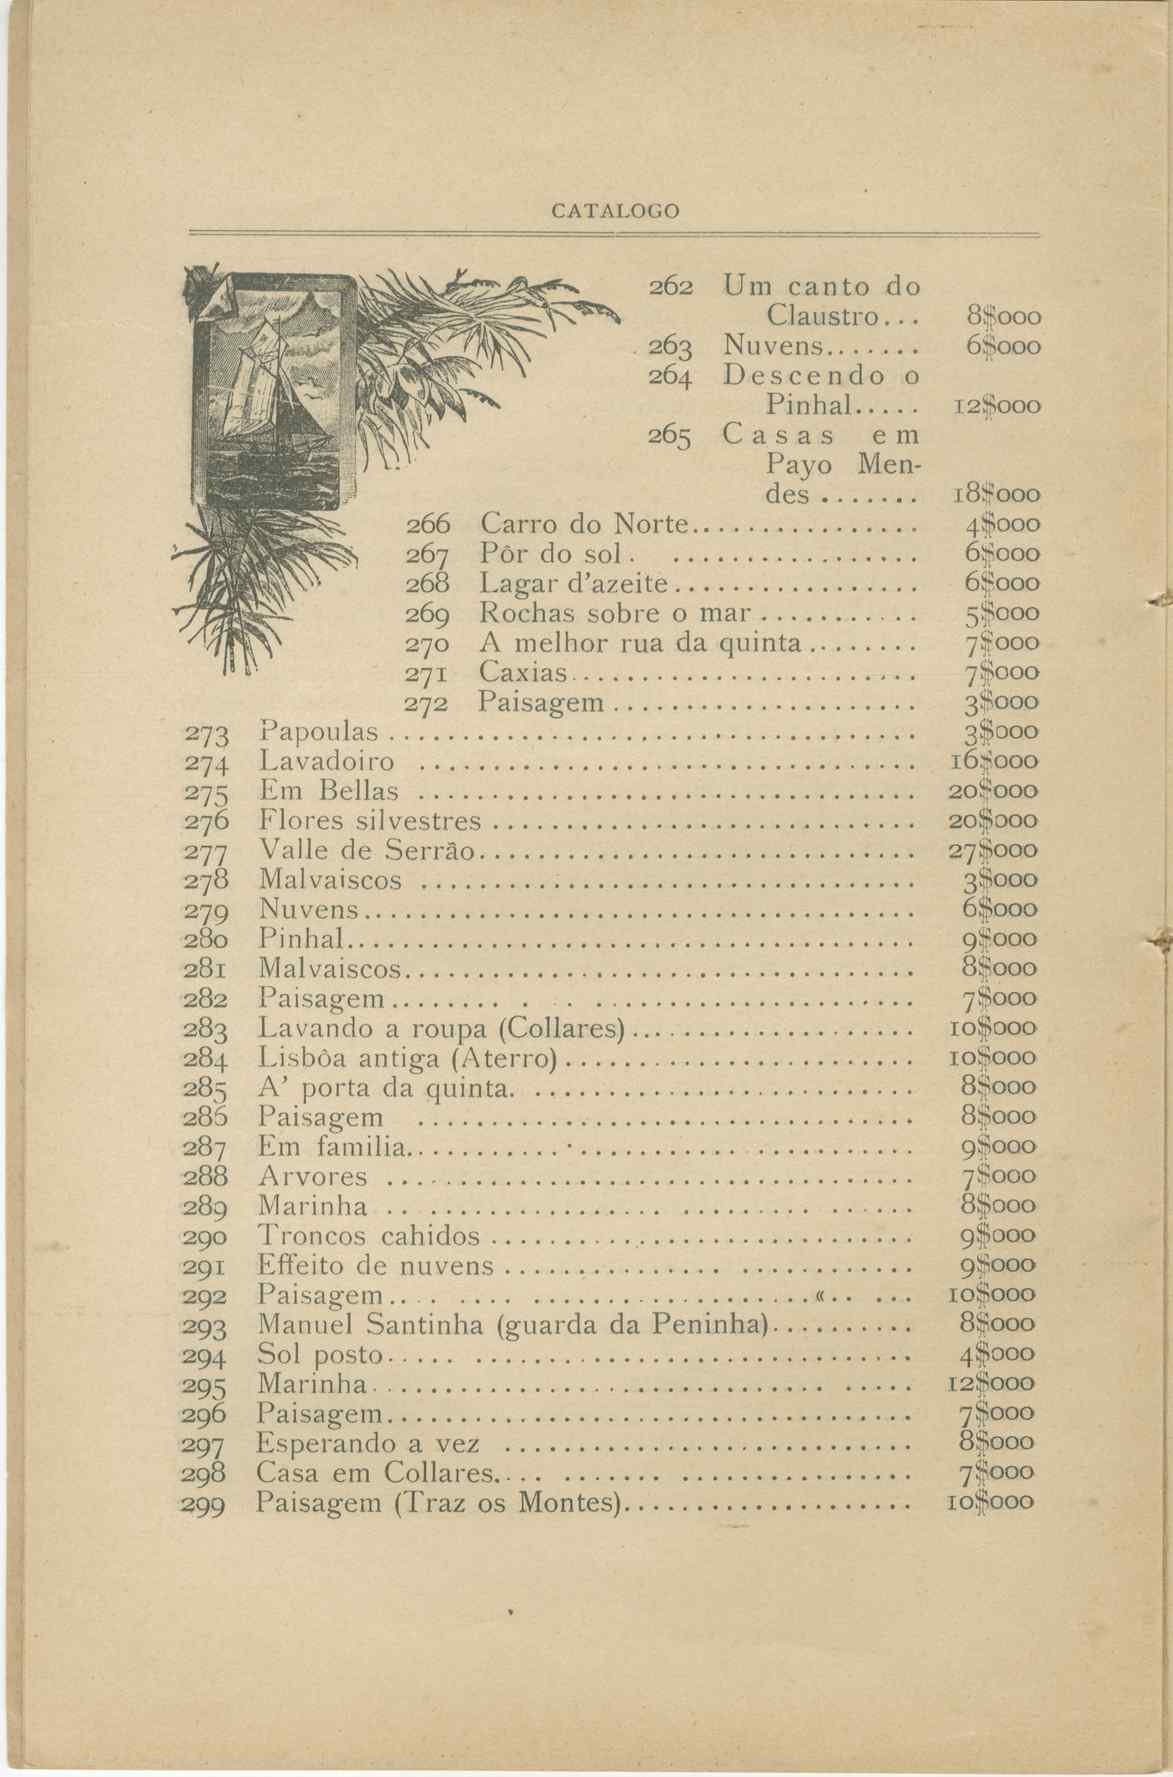 CATALOGO
262 Um canto do
Claustro... 8$000
263 Nuvens....... 6$000
264 Descendo o
Pinhal..... 12$000
265 Casas em
Payo Men-
des....... 18$000
266 Carro do Norte................ 4$000
267 Pôr do sol. ................. 6$000
268 Lagar d'azeite................. 6$000
269 Rochas sobre o mar........... 5$000
270 A melhor rua da quinta........ 7$000
271 Caxias........................ 7$000
272 Paisagem..................... 3$000
273 Papoulas..................................... 3$000
274 Lavadoiro ................................... 16$000
275 Em Bellas ................................... 20$000
276 Flores silvestres.............................. 20$000
277 Valle de Serrão............................... 27$000
278 Malvaiscos ................................... 3$000
279 Nuvens....................................... 6$000
280 Pinhal........................................ 9$000
281 Malvaiscos.................................... 8$000
282 Paisagem........ . . ....................... 7$000
283 Lavando a roupa (Collares).................... 10$000
284 Lisbôa antiga (Aterro)......................... 10$000
285 A' porta da quinta. ........................... 8$000
286 Paisagem ................................... 8$000
287 Em familia.................................... 9$000
288 Arvores ..................................... 7$000
289 Marinha .. ................ ......... ...... 8$000
290 Troncos cahidos.............................. 9$000
291 Effeito de nuvens............... ............ 9$000
292 Paisagem.... .... ....................«.. ... 10$000
293 Manuel Santinha (guarda da Peninha).......... 8$000
294 Sol posto..... ............................... 4$000
295 Marinha................................ ..... 12$000
296 Paisagem..................................... 7$000
297 Esperando a vez ............................. 8$000
298 Casa em Collares.... ....... ................ 7$000
299 Paisagem (Traz os Montes).................... 10$000